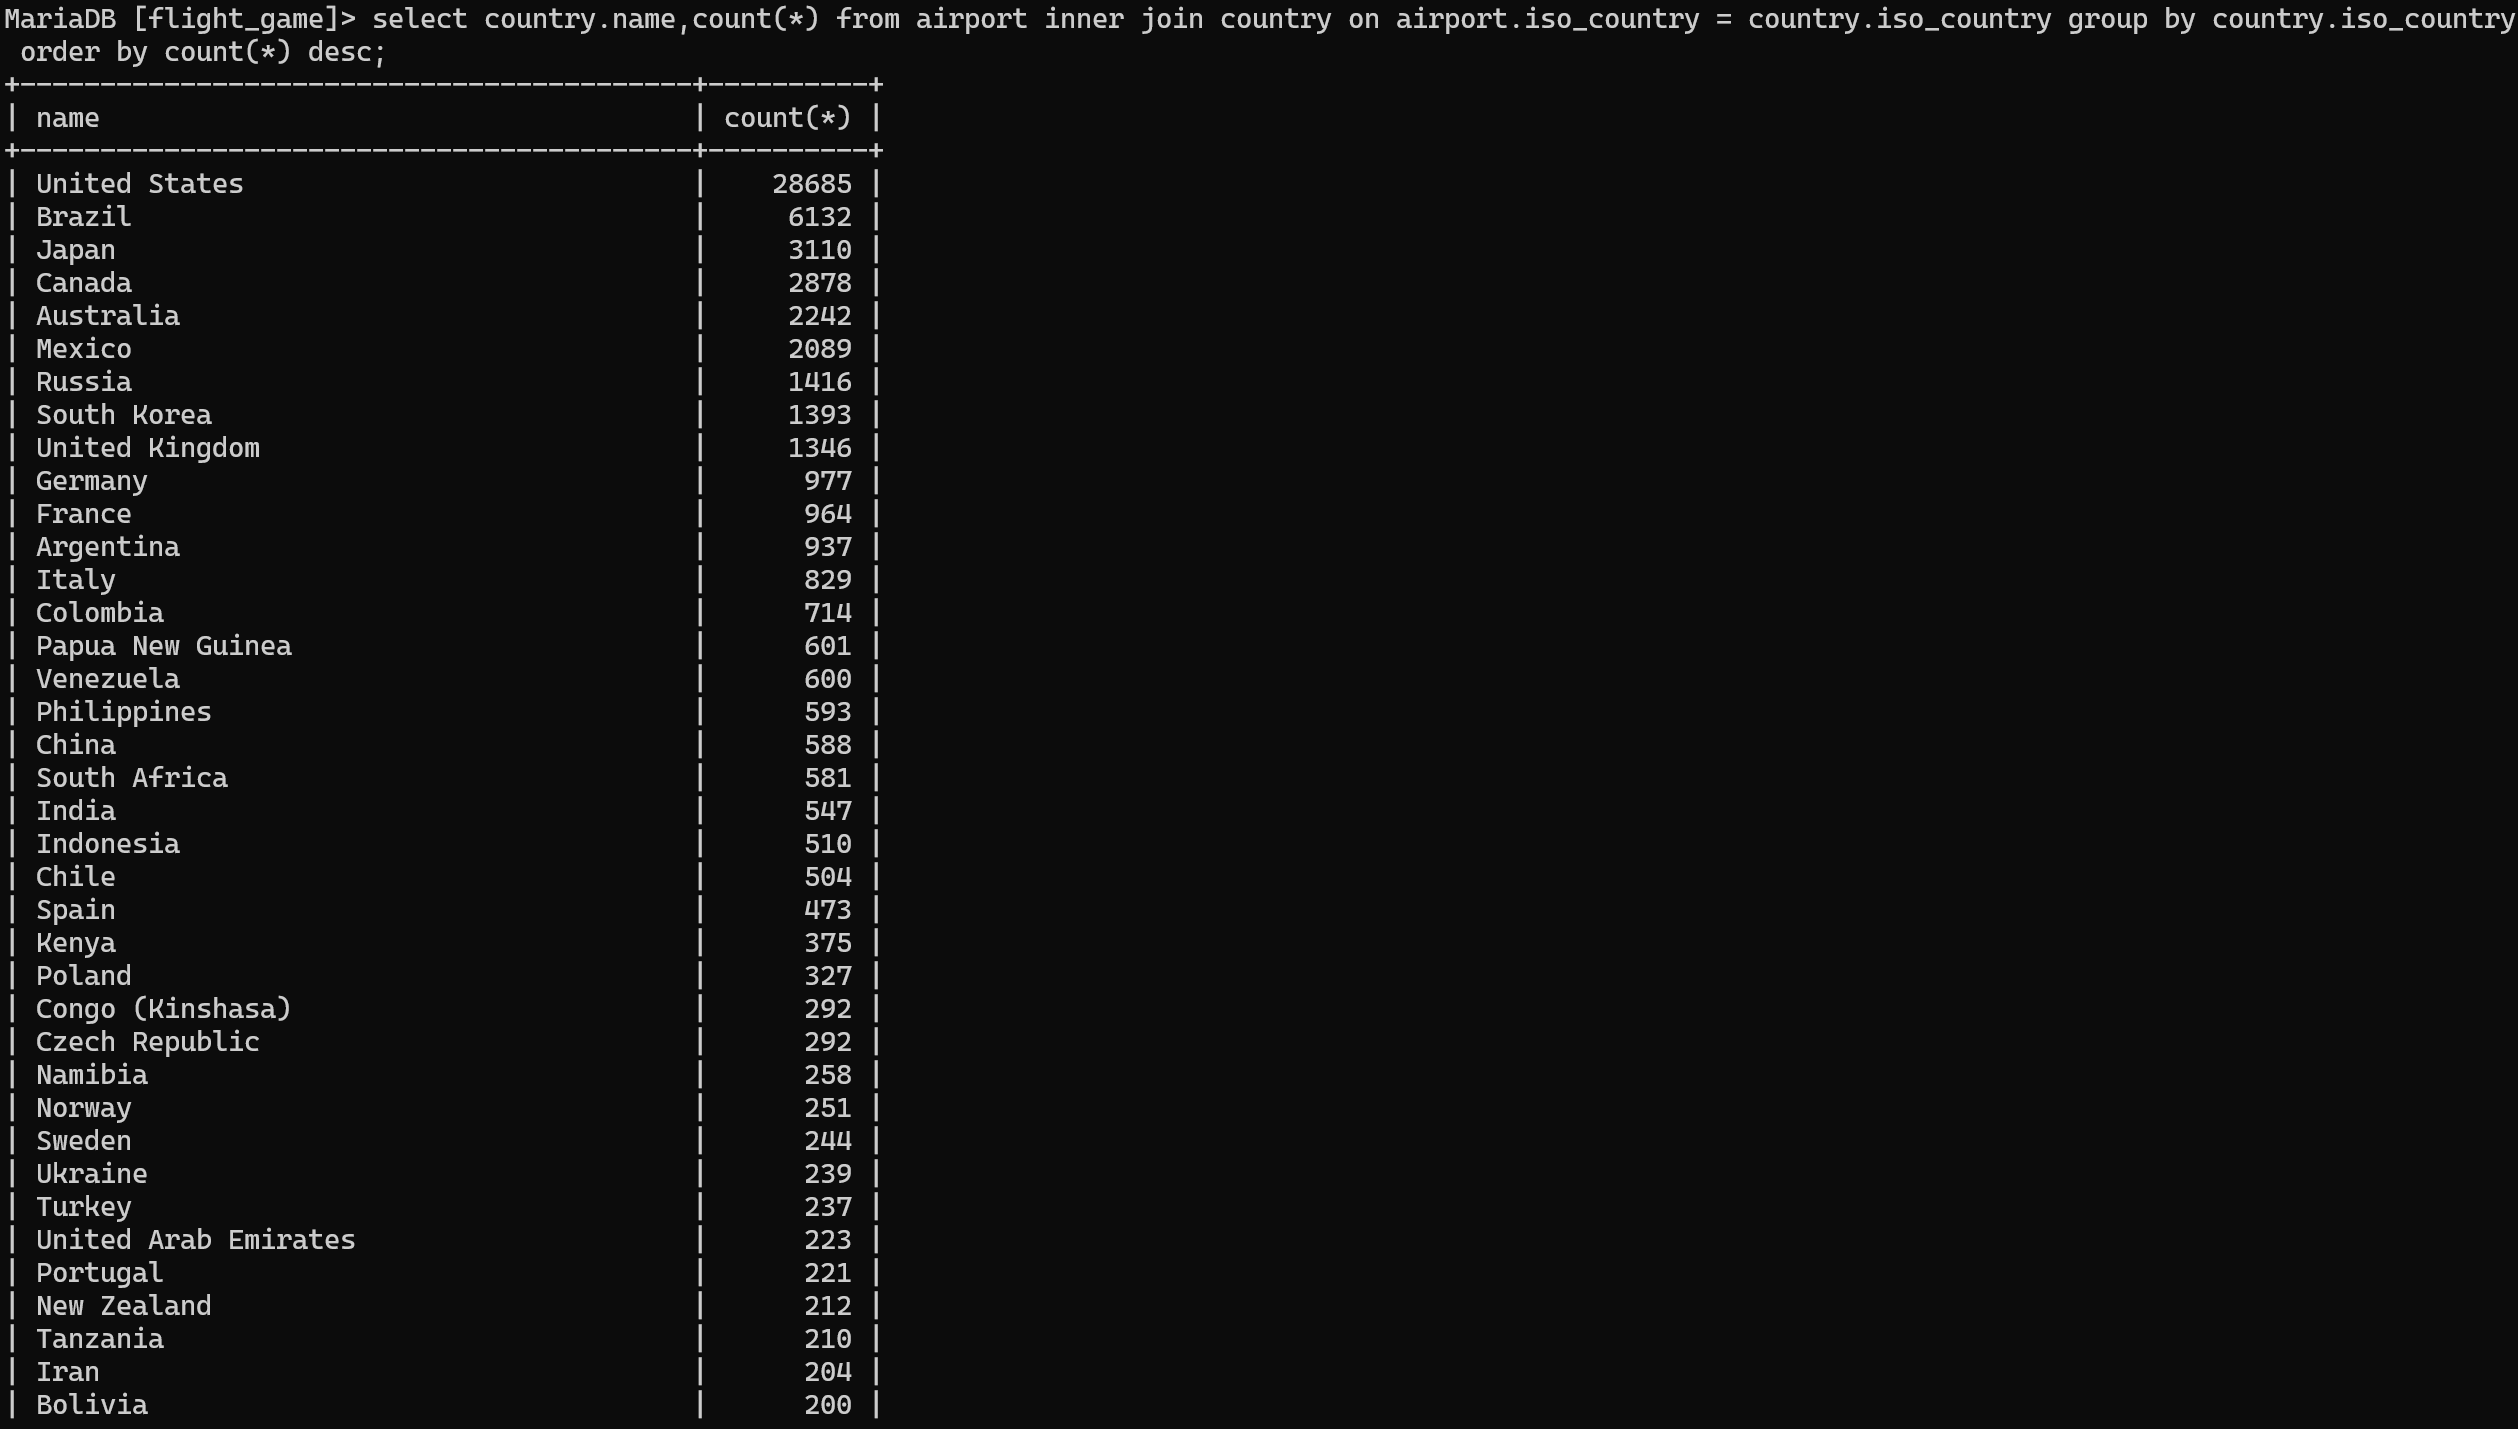 MariaDB [flight_game]> select country.name,count(*) from airport inner join country on airport.iso_country = country.iso_country group by country.iso_country
 order by count(*) desc;
+------------------------------------------+----------+
| name                                     | count(*) |
+------------------------------------------+----------+
| United States                            |    28685 |
| Brazil                                   |     6132 |
| Japan                                    |     3110 |
| Canada                                   |     2878 |
| Australia                                |     2242 |
| Mexico                                   |     2089 |
| Russia                                   |     1416 |
| South Korea                              |     1393 |
| United Kingdom                           |     1346 |
| Germany                                  |      977 |
| France                                   |      964 |
| Argentina                                |      937 |
| Italy                                    |      829 |
| Colombia                                 |      714 |
| Papua New Guinea                         |      601 |
| Venezuela                                |      600 |
| Philippines                              |      593 |
| China                                    |      588 |
| South Africa                             |      581 |
| India                                    |      547 |
| Indonesia                                |      510 |
| Chile                                    |      504 |
| Spain                                    |      473 |
| Kenya                                    |      375 |
| Poland                                   |      327 |
| Congo (Kinshasa)                         |      292 |
| Czech Republic                           |      292 |
| Namibia                                  |      258 |
| Norway                                   |      251 |
| Sweden                                   |      244 |
| Ukraine                                  |      239 |
| Turkey                                   |      237 |
| United Arab Emirates                     |      223 |
| Portugal                                 |      221 |
| New Zealand                              |      212 |
| Tanzania                                 |      210 |
| Iran                                     |      204 |
| Bolivia                                  |      200 |